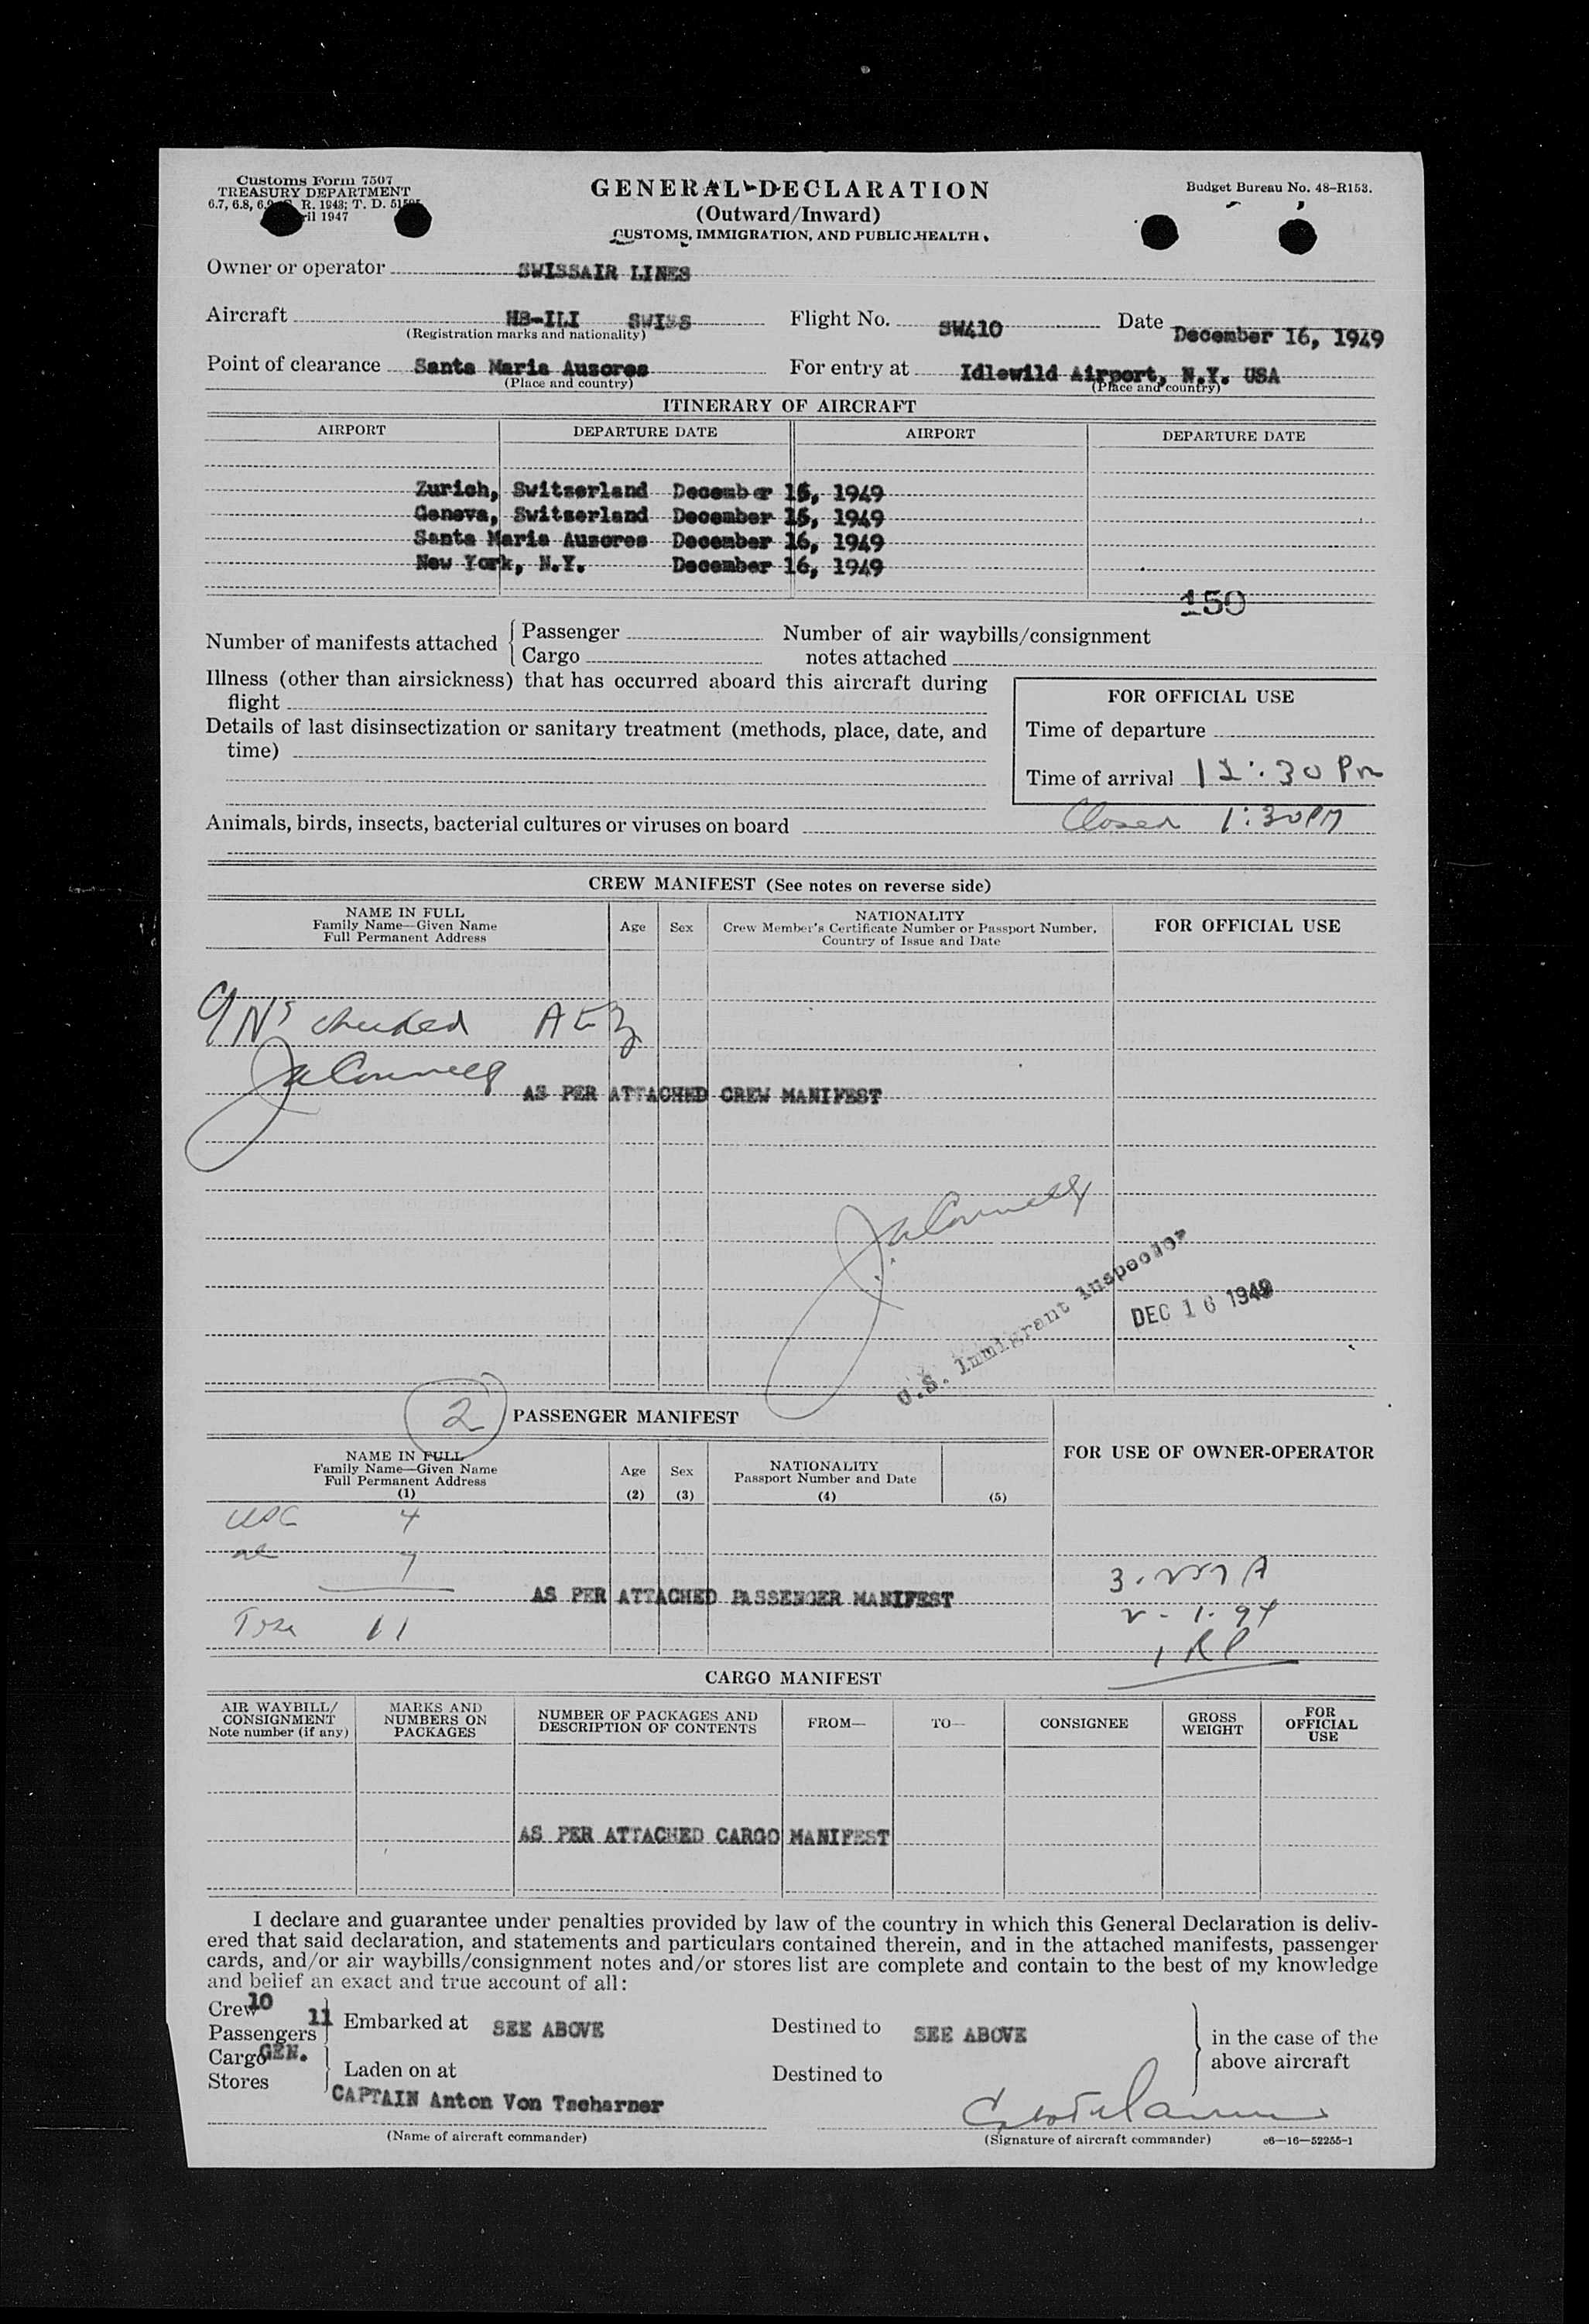 Customs Form 7507
TREASURY DEPARTMENT
6.7, 6.8, R. 1943; T. D.
1947
GENERAL DECLARATION
(Outward/Inward)
CUSTOMS, IMMIGRATION, AND PUBLIC HEALTH
Budget Bureau No. 48-R153.
Owner or operator SWISSAIR LINES
Aircraft HB-ILI SWISS Flight No. SW410 Date December 16, 1949
(Registration marks and nationality)
Point of clearance Santa Maria Auzores For entry at Idlewild Airport, N.Y. USA
(Place and country) (Place and country)
ITINERARY OF AIRCRAFT
AIRPORT DEPARTURE DATE AIRPORT DEPARTURE DATE
Zurich, Switzerland December 15, 1949
Geneva, Switzerland December 15, 1949
Santa Maria Auzores December 16, 1949
New York, N.Y. December 16, 1949
150
Number of manifests attached { Passenger
Cargo
Number of air waybills/consignment
notes attached
Illness (other than airsickness) that has occurred aboard this aircraft during
flight
Details of last disinsectization or sanitary treatment (methods, place, date, and
time)
FOR OFFICIAL USE
Time of departure
Time of arrival 12:30 Pm
Closed 1:30PM
Animals, birds, insects, bacterial cultures or viruses on board
CREW MANIFEST (See notes on reverse side)
NAME IN FULL
Family Name—Given Name
Full Permanent Address
Age
Sex
NATIONALITY
Crew Member's Certificate Number or Passport Number,
Country of Issue and Date
FOR OFFICIAL USE
checked
AS PER ATTACHED CREW MANIFEST
U.S. Immigrant Inspector
DEC 16 1949
2
PASSENGER MANIFEST
NAME IN FULL
Family Name—Given Name
Full Permanent Address
(1)
Age
(2)
Sex
(3)
NATIONALITY
Passport Number and Date
(4)
(5)
FOR USE OF OWNER-OPERATOR
USC 4
al 7
AS PER ATTACHED PASSENGER MANIFEST
11
CARGO MANIFEST
AIR WAYBILL/
CONSIGNMENT
Note number (if any)
MARKS AND
NUMBERS ON
PACKAGES
NUMBER OF PACKAGES AND
DESCRIPTION OF CONTENTS
FROM—
TO—
CONSIGNEE
GROSS
WEIGHT
FOR
OFFICIAL
USE
AS PER ATTACHED CARGO MANIFEST
I declare and guarantee under penalties provided by law of the country in which this General Declaration is deliv-
ered that said declaration, and statements and particulars contained therein, and in the attached manifests, passenger
cards, and/or air waybills/consignment notes and/or stores list are complete and contain to the best of my knowledge
and belief an exact and true account of all:
Crew 10
Passengers 11 } Embarked at SEE ABOVE Destined to SEE ABOVE
Cargo GEN.
Stores } Laden on at Destined to
} in the case of the
above aircraft
CAPTAIN Anton Von Tscharner
(Name of aircraft commander) (Signature of aircraft commander) c6—16—52255-1